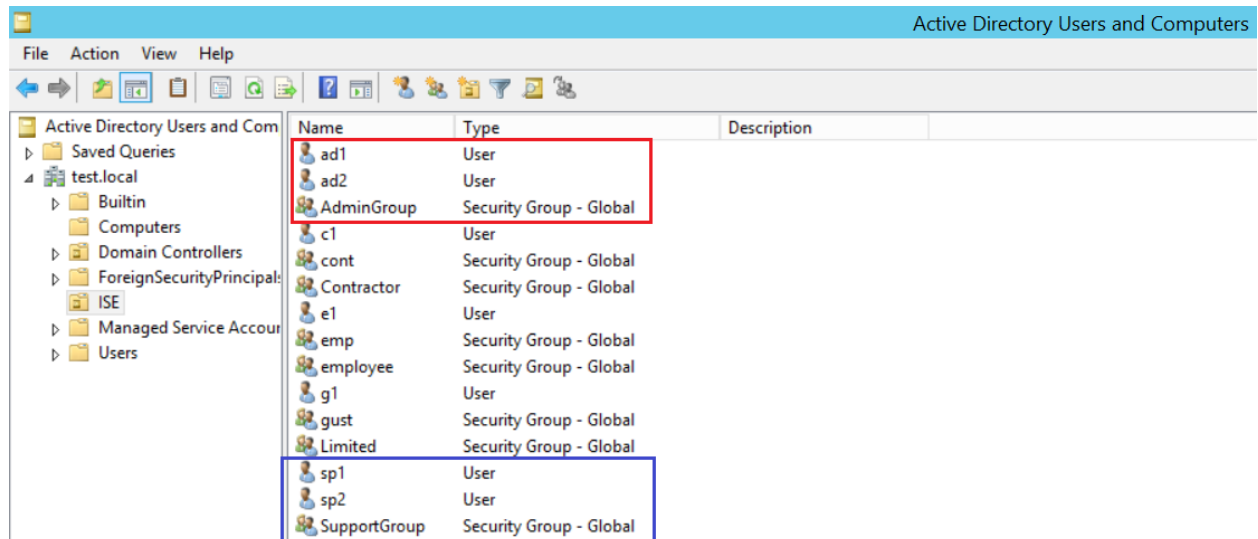 Active Directory Users and Computers
File Action View Help
Active Directory Users and Com
Saved Queries
test.local
Builtin
Computers
Domain Controllers
ForeignSecurityPrincipals
ISE
Managed Service Accour
Users
Name Type Description
ad1 User
ad2 User
AdminGroup Security Group - Global
c1 User
cont Security Group - Global
Contractor Security Group - Global
e1 User
emp Security Group - Global
employee Security Group - Global
g1 User
gust Security Group - Global
Limited Security Group - Global
sp1 User
sp2 User
SupportGroup Security Group - Global